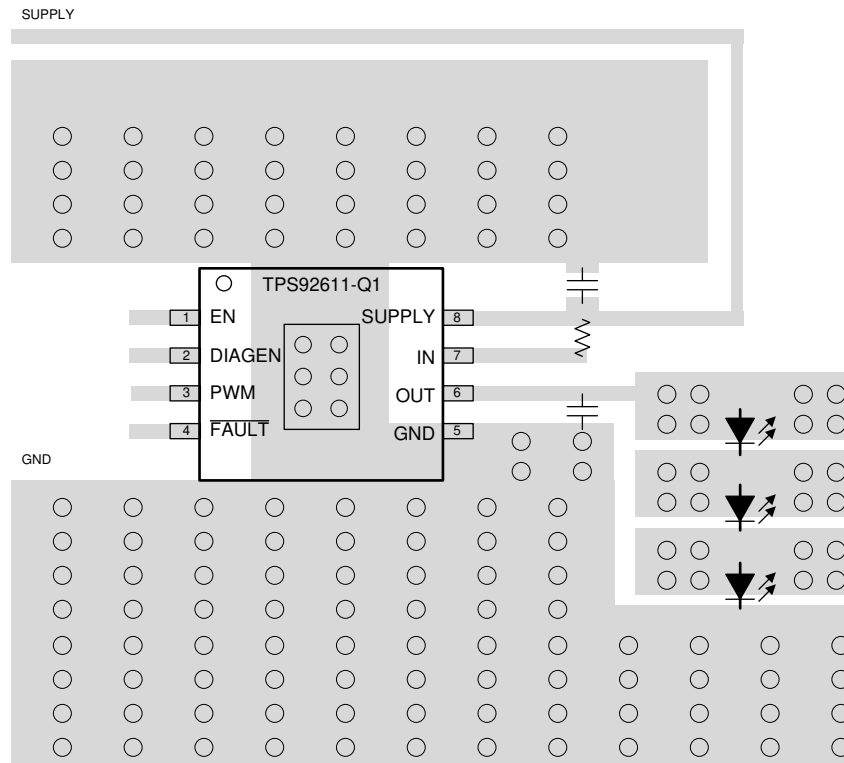 SUPPLY
TPS92611-Q1
1 EN SUPPLY 8
2 DIAGEN IN 7
3 PWM OUT 6
4 FAULT GND 5
GND